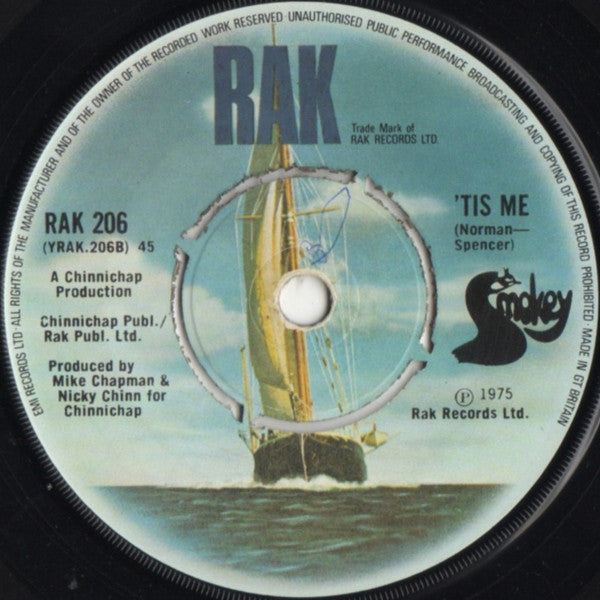 EMI RECORDS LTD·ALL RIGHTS OF THE MANUFACTURER AND OF THE OWNER OF THE RECORDED WORK RESERVED UNAUTHORISED PUBLIC PERFORMANCE BROADCASTING AND COPYING OF THIS RECORD PROHIBITED·MADE IN GT BRITAIN
RAK
Trade Mark of
RAK RECORDS LTD.
RAK 206
(YRAK.206B) 45
A Chinnichap
Production
Chinnichap Publ./
Rak Publ. Ltd.
Produced by
Mike Chapman &
Nicky Chinn for
Chinnichap
'TIS ME
(Norman—
Spencer)
Smokey
Ⓟ 1975
Rak Records Ltd.